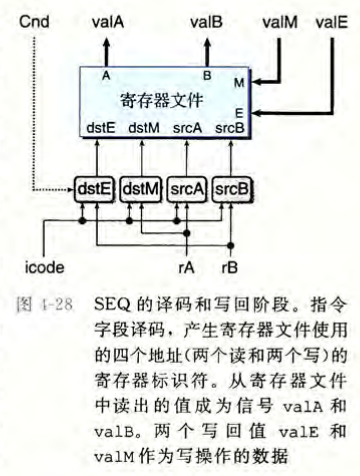 Cnd valA valB valM valE
A B M
寄存器文件
E
dstE dstM srcA srcB
dstE dstM srcA srcB
icode rA rB
图 4-28 SEQ 的译码和写回阶段。指令
字段译码，产生寄存器文件使用
的四个地址(两个读和两个写)的
寄存器标识符。从寄存器文件
中读出的值成为信号 valA 和
valB。两个写回值 valE 和
valM 作为写操作的数据